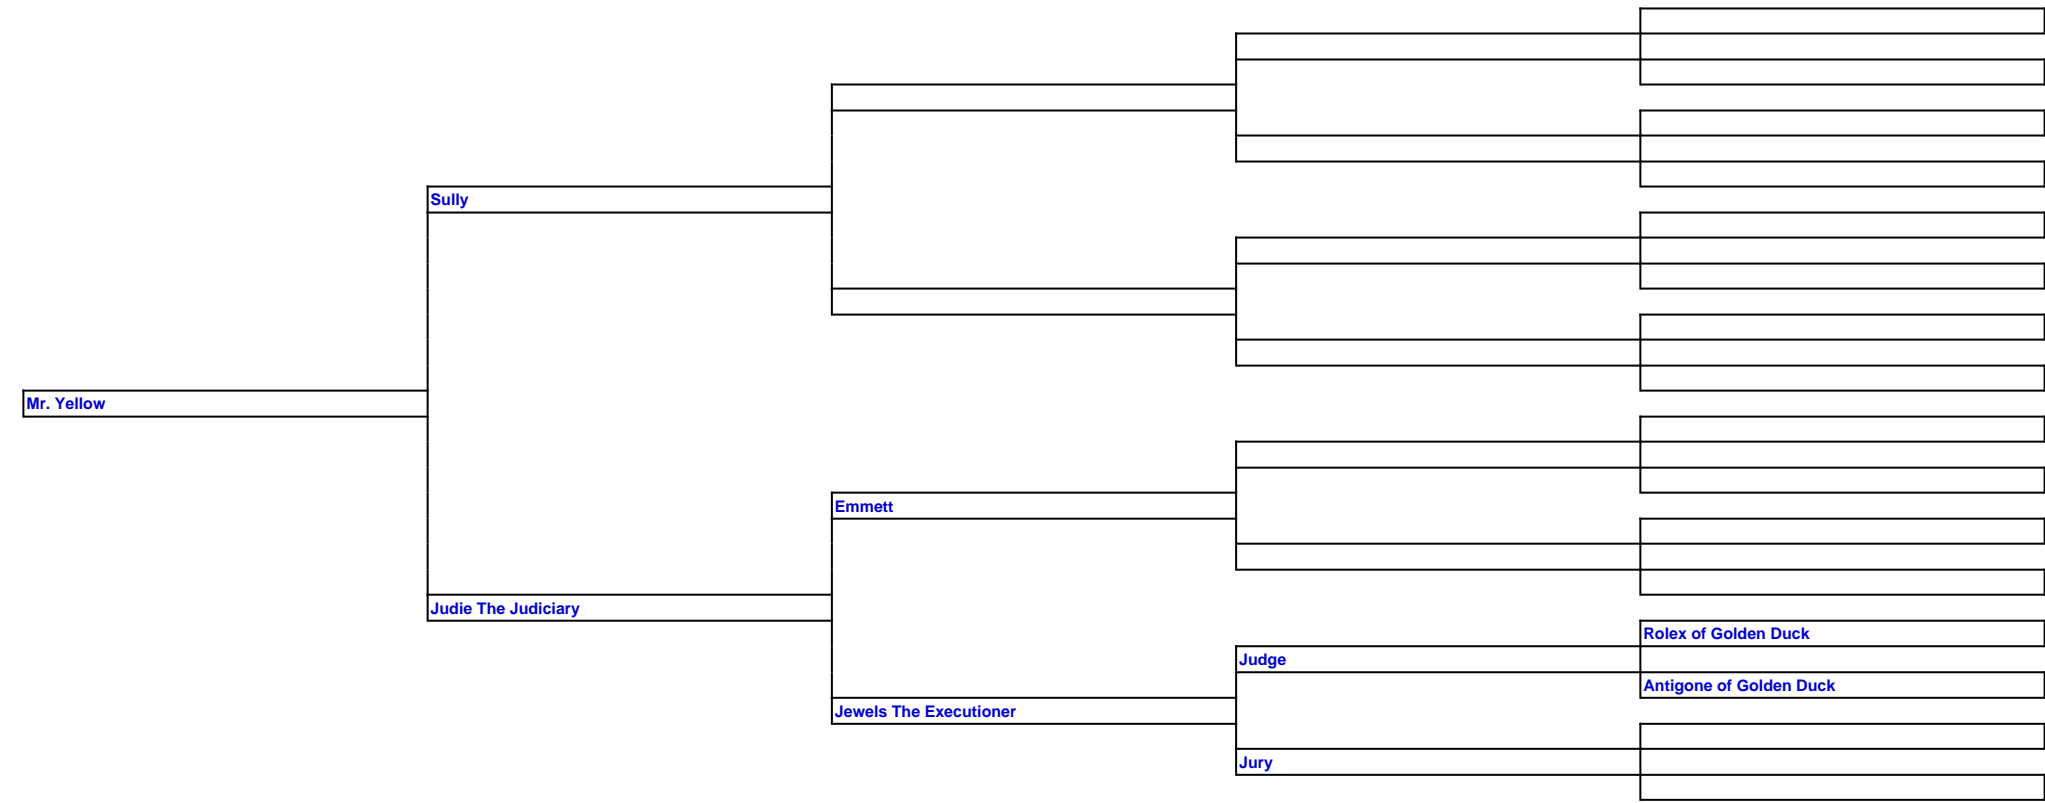 Sully
Mr. Yellow
Emmett
Judie The Judiciary
Rolex of Golden Duck
Judge
Antigone of Golden Duck
Jewels The Executioner
Jury